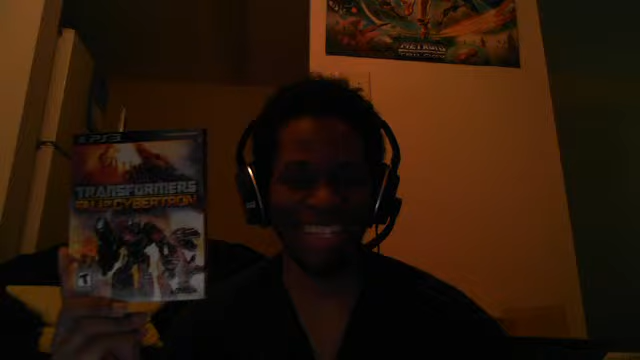 METROID
PS3
TRANSFORMERS
FALL OF CYBERTRON
T